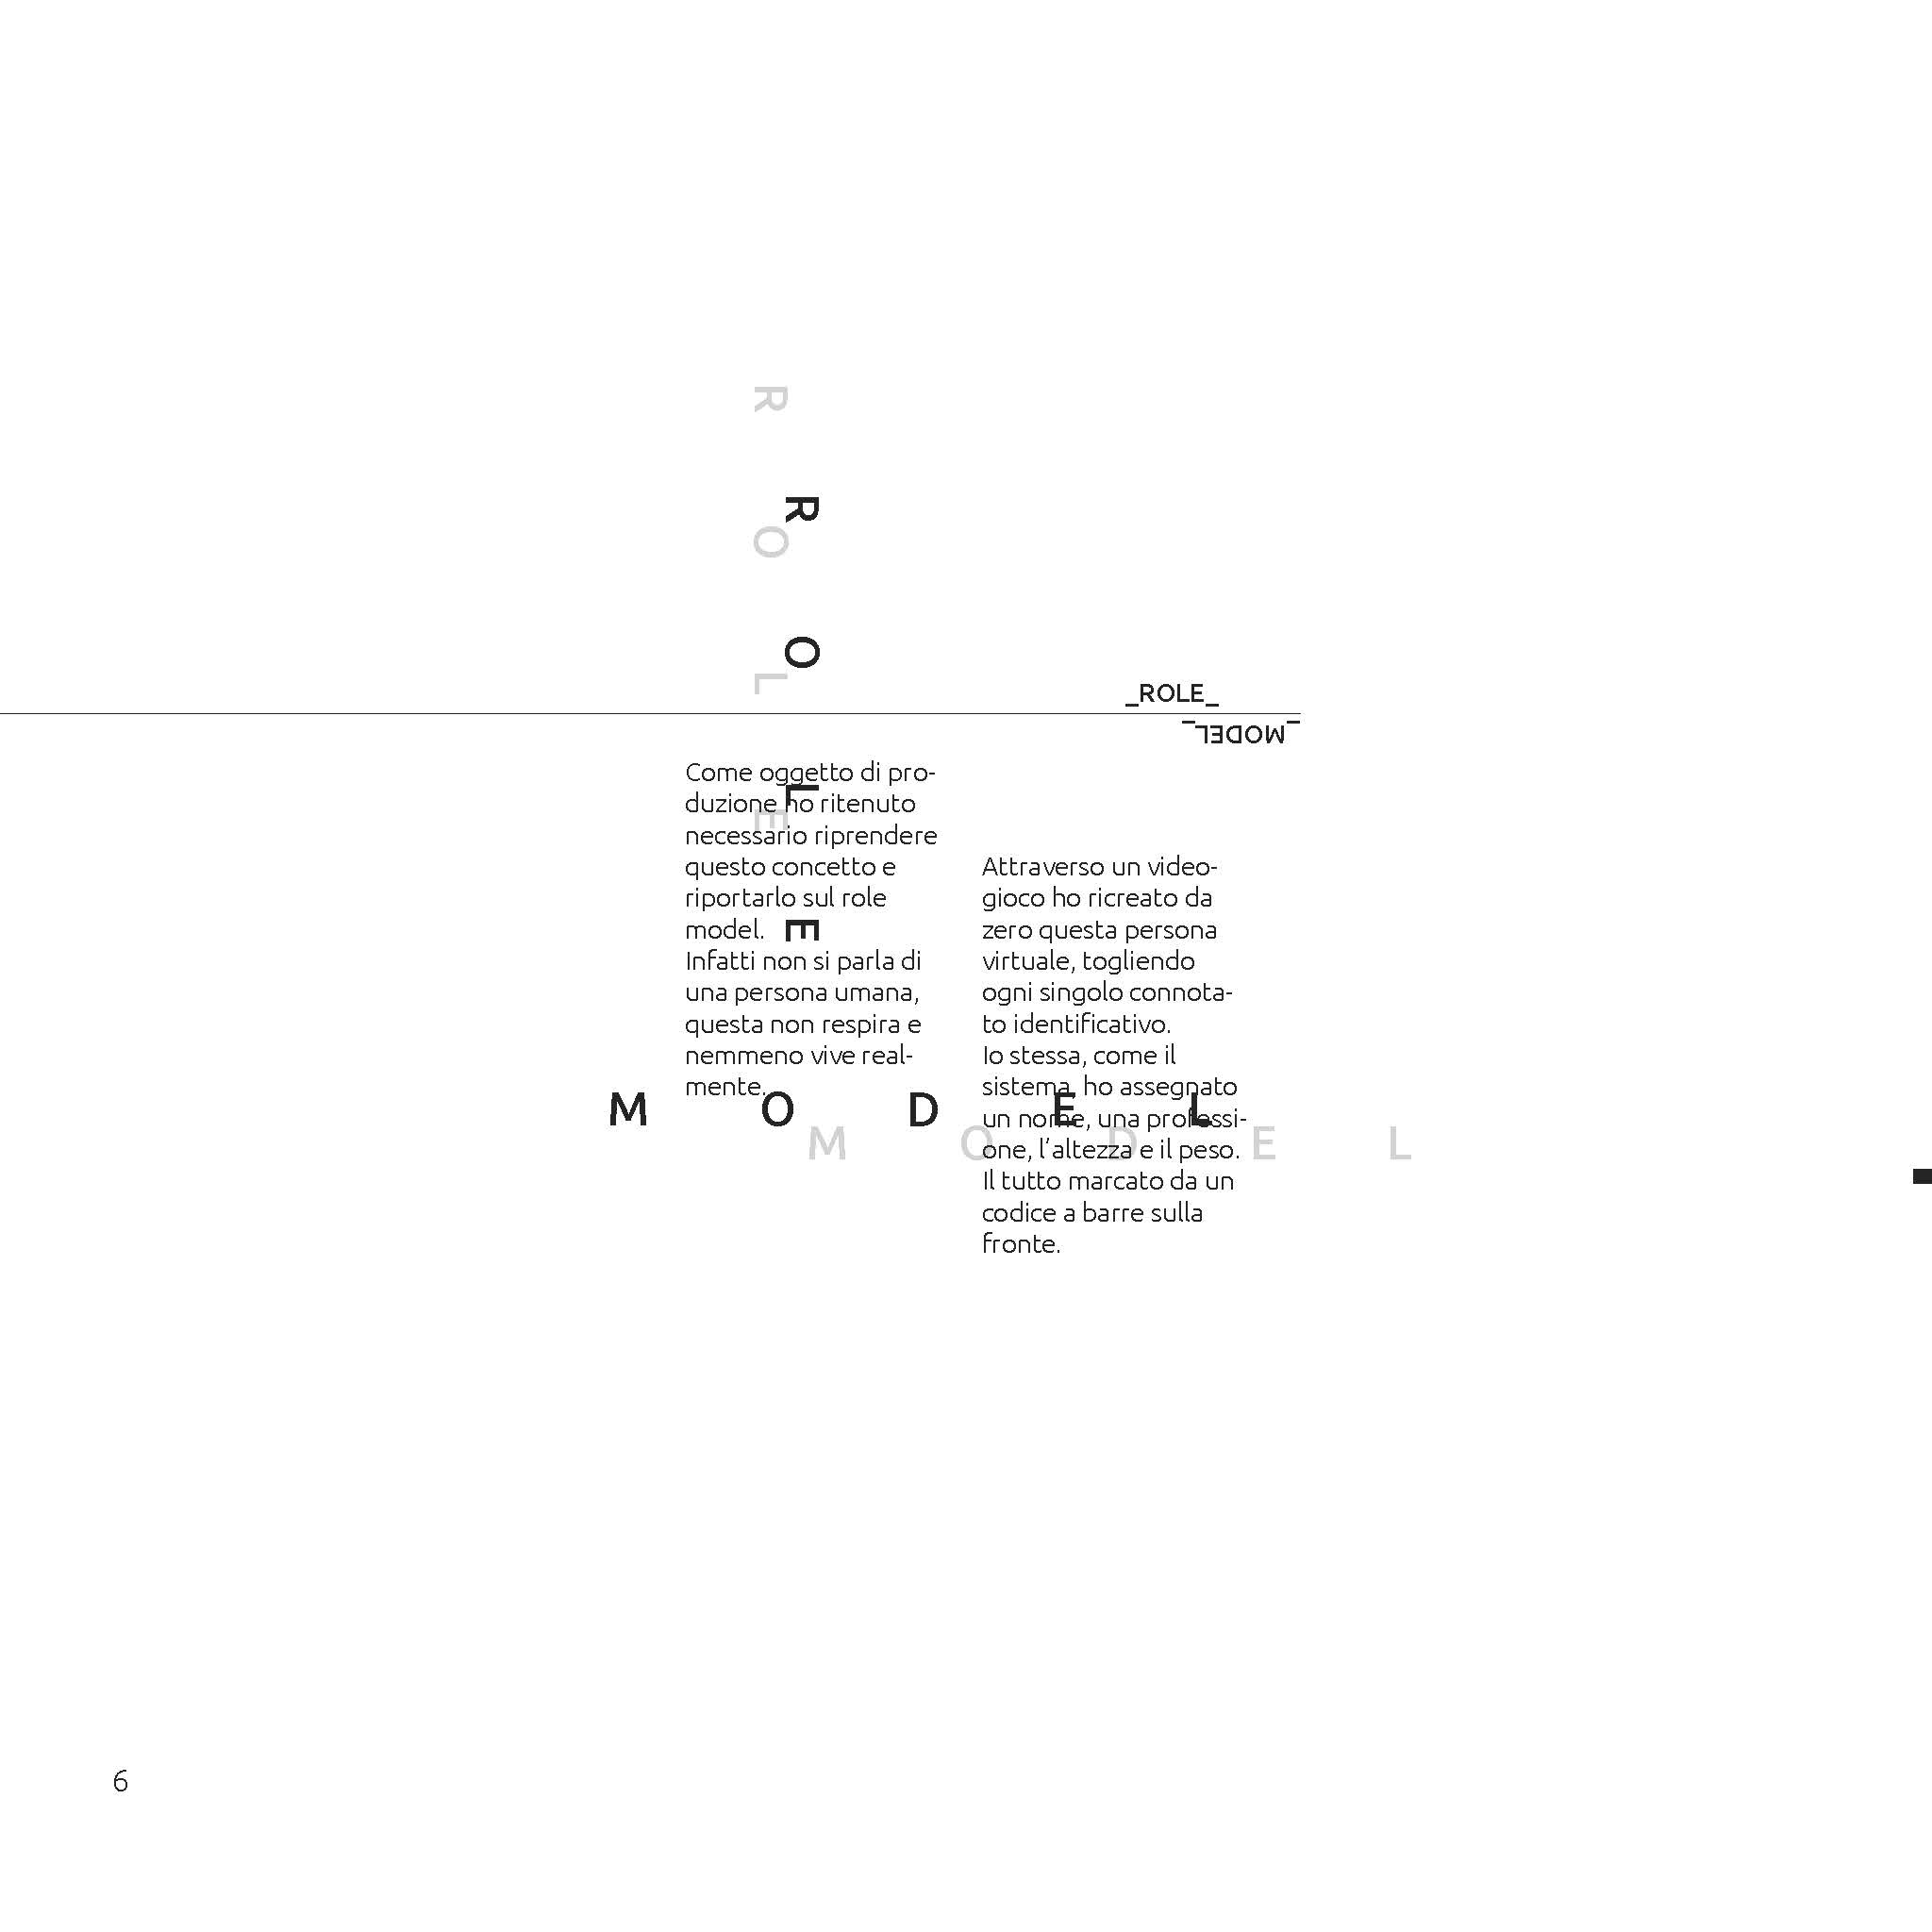 R
O
L
E
R
O
L
E
_ROLE_
_MODEL_
Come oggetto di pro-
duzione ho ritenuto
necessario riprendere
questo concetto e
riportarlo sul role
model.
Infatti non si parla di
una persona umana,
questa non respira e
nemmeno vive real-
mente.
Attraverso un video-
gioco ho ricreato da
zero questa persona
virtuale, togliendo
ogni singolo connota-
to identificativo.
Io stessa, come il
sistema, ho assegnato
un nome, una professi-
one, l’altezza e il peso.
Il tutto marcato da un
codice a barre sulla
fronte.
M O D E L
M O D E L
6